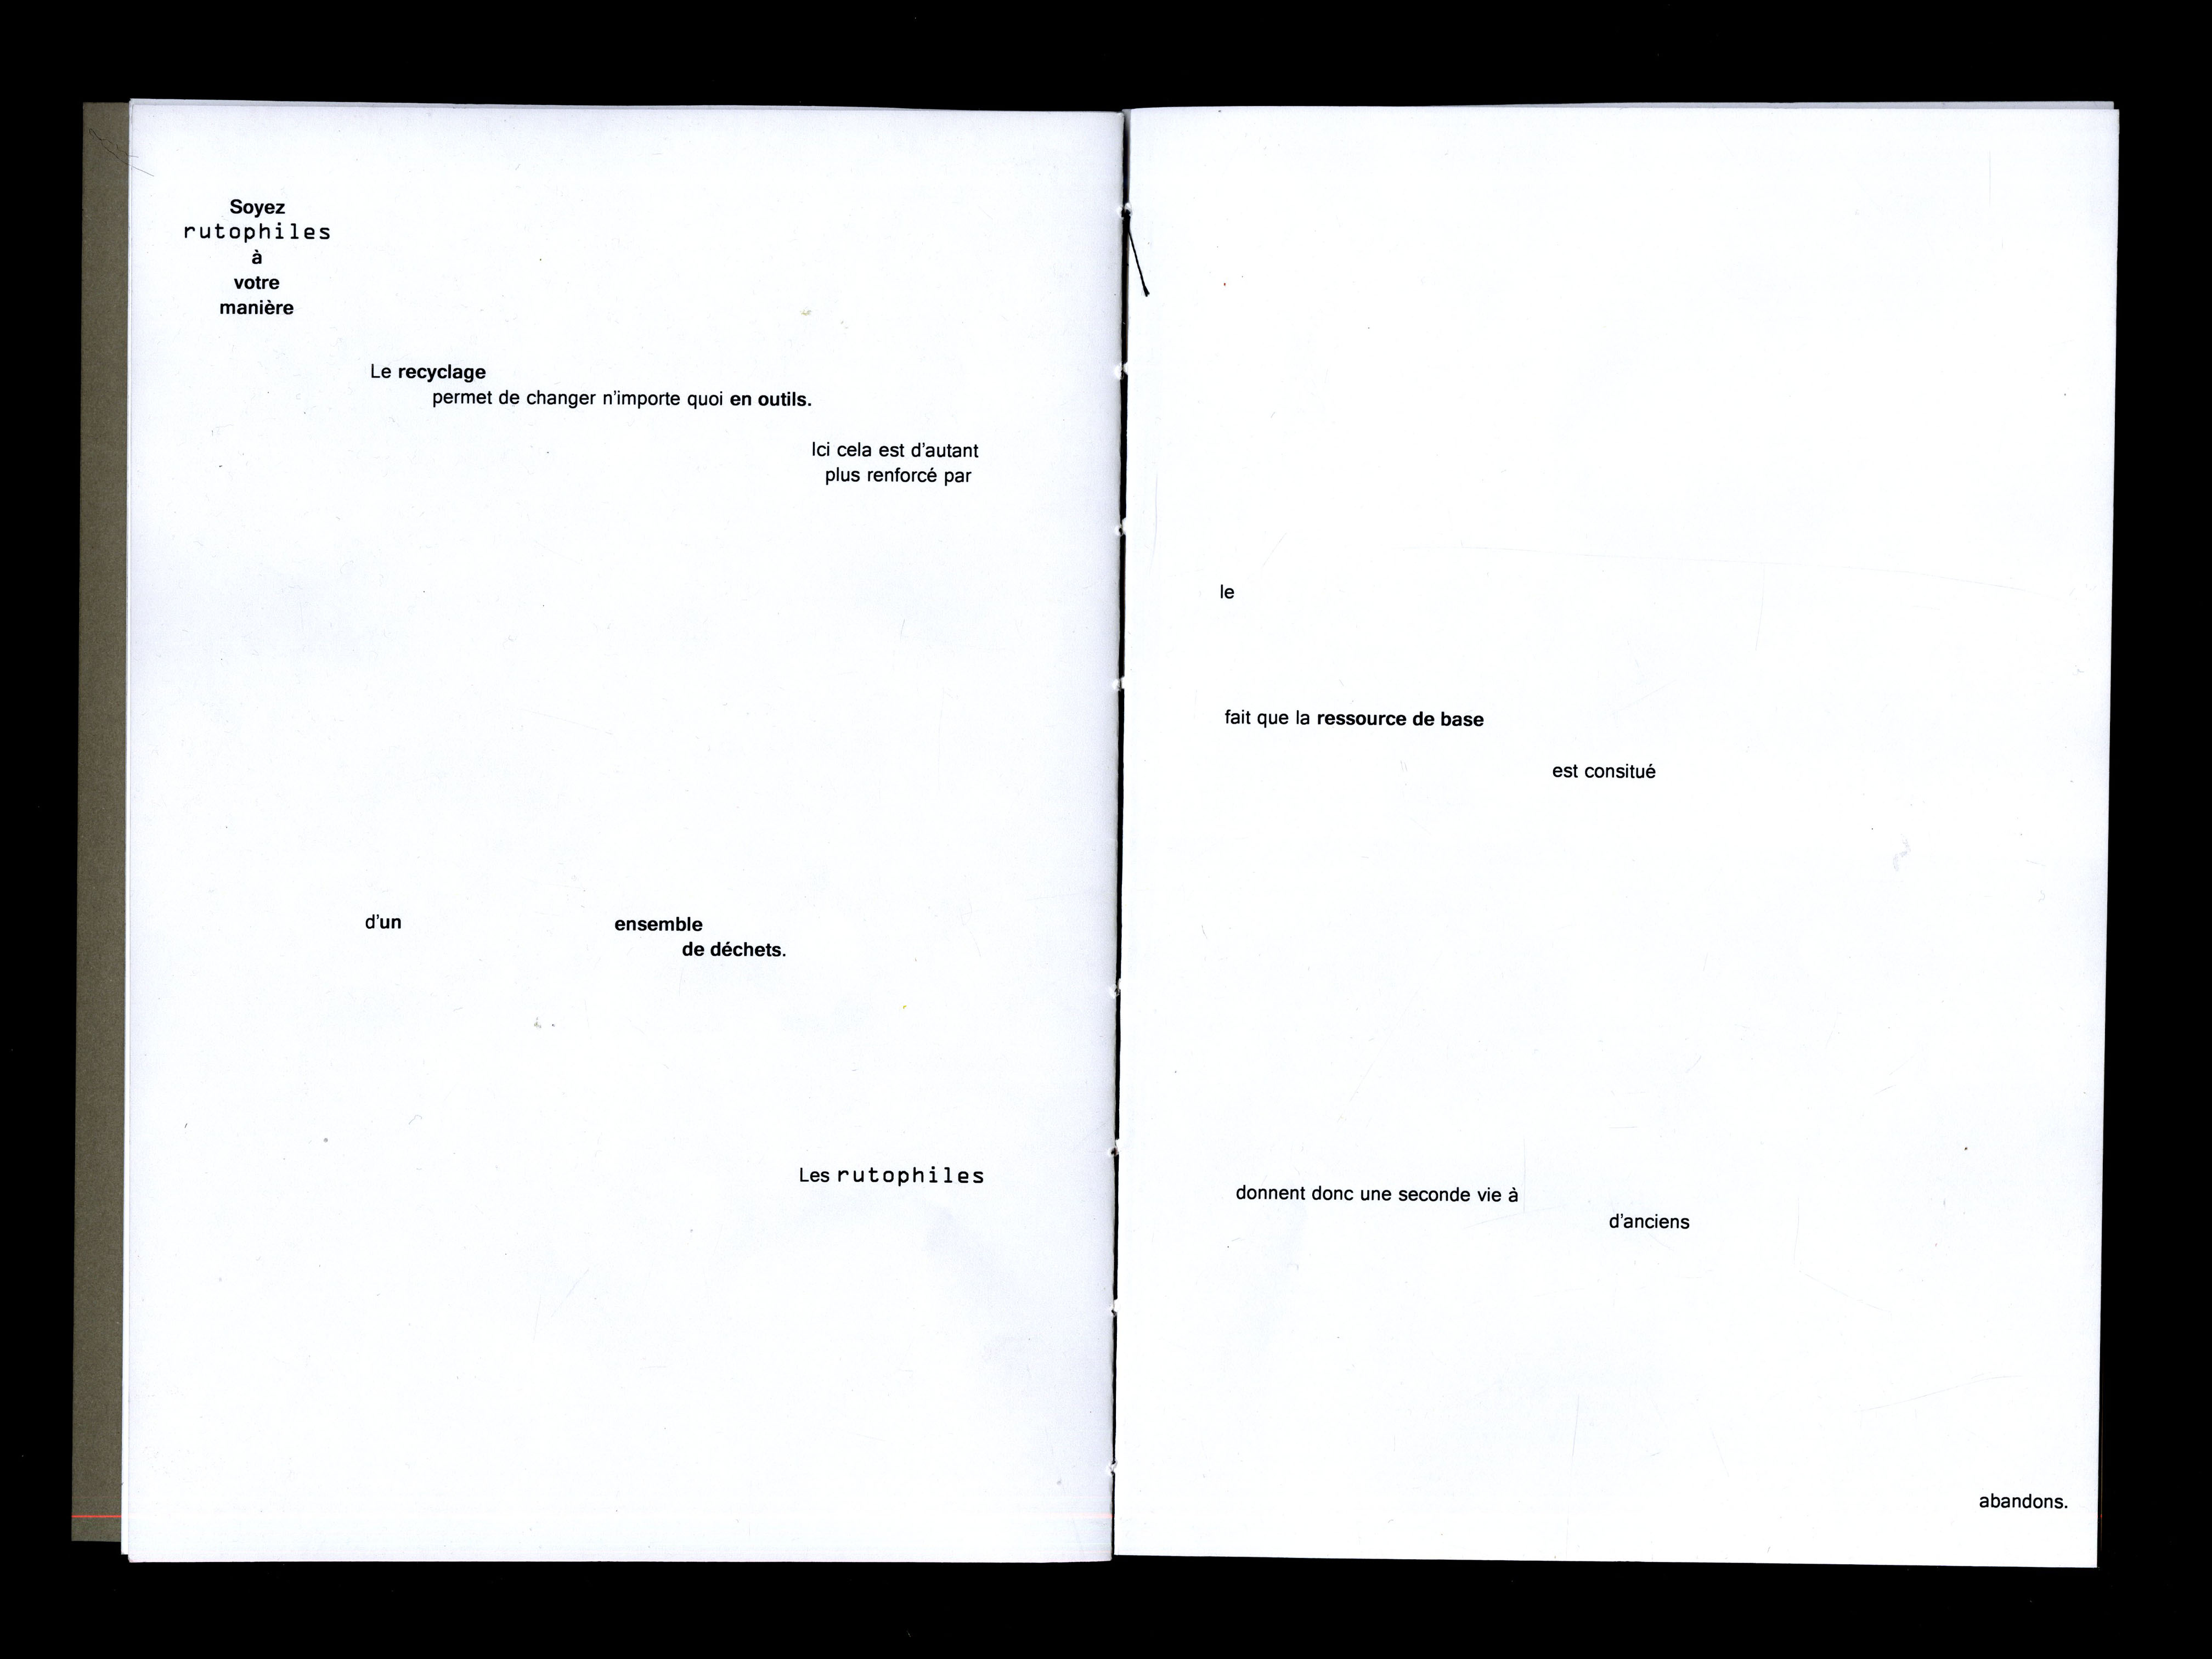 Soyez
rutophiles
à
votre
manière
Le recyclage
permet de changer n'importe quoi en outils.
Ici cela est d'autant
plus renforcé par
le
fait que la ressource de base
est consitué
d'un ensemble
de déchets.
Les rutophiles
donnent donc une seconde vie à
d'anciens
abandons.